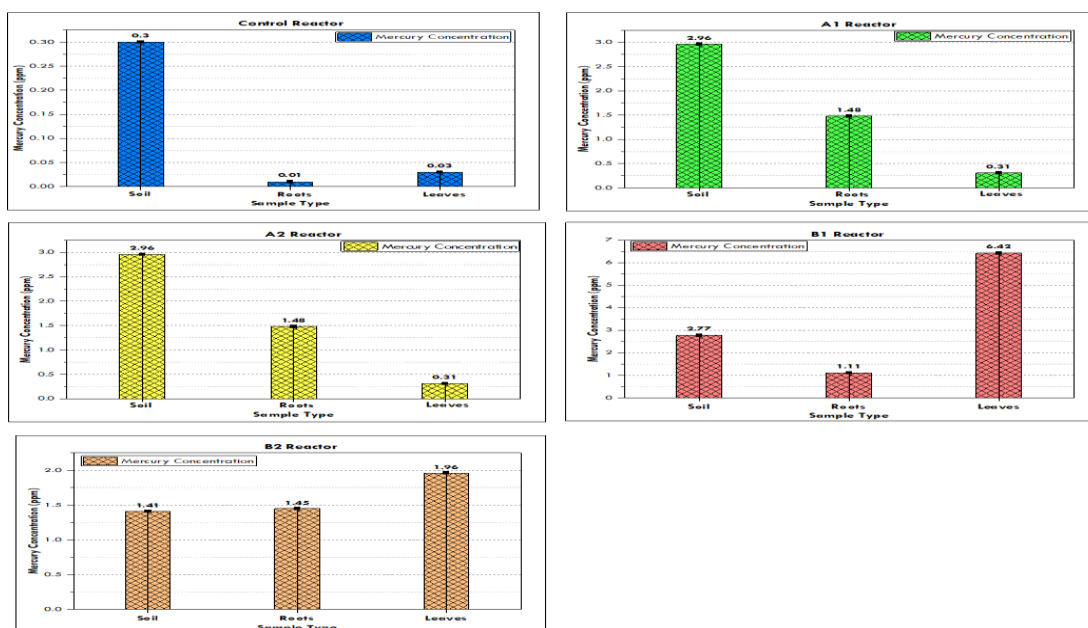 Control Reactor
Mercury Concentration
Mercury Concentration (ppm)
0.30
0.25
0.20
0.15
0.10
0.05
0.00
0.3
0.01
0.03
Soil
Roots
Leaves
Sample Type
A1 Reactor
Mercury Concentration
Mercury Concentration (ppm)
3.0
2.5
2.0
1.5
1.0
0.5
0.0
2.96
1.48
0.31
Soil
Roots
Leaves
Sample Type
A2 Reactor
Mercury Concentration
Mercury Concentration (ppm)
3.0
2.5
2.0
1.5
1.0
0.5
0.0
2.96
1.48
0.31
Soil
Roots
Leaves
Sample Type
B1 Reactor
Mercury Concentration
Mercury Concentration (ppm)
7
6
5
4
3
2
1
0
2.77
1.11
6.42
Soil
Roots
Leaves
Sample Type
B2 Reactor
Mercury Concentration
Mercury Concentration (ppm)
2.0
1.5
1.0
0.5
0.0
1.41
1.45
1.96
Soil
Roots
Leaves
Sample Type